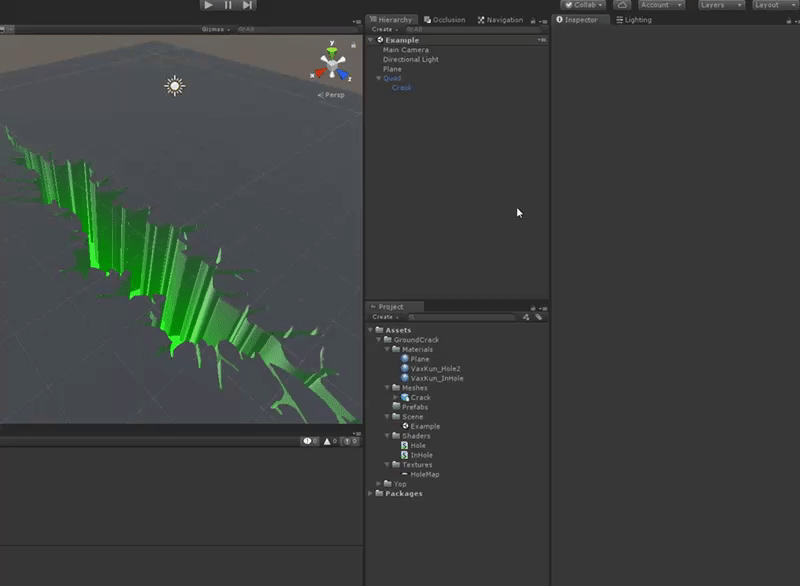 Collab
Account
Layers
Layout
Hierarchy
Occlusion
Navigation
Inspector
Lighting
Gizmos
Create
Example
Main Camera
Directional Light
Plane
Quad
Crack
y
x
z
Persp
Project
Create
Assets
GroundCrack
Materials
Plane
VaxKun_Hole2
VaxKun_InHole
Meshes
Crack
Prefabs
Scene
Example
Shaders
Hole
InHole
Textures
HoleMap
Yop
Packages
0
0
0